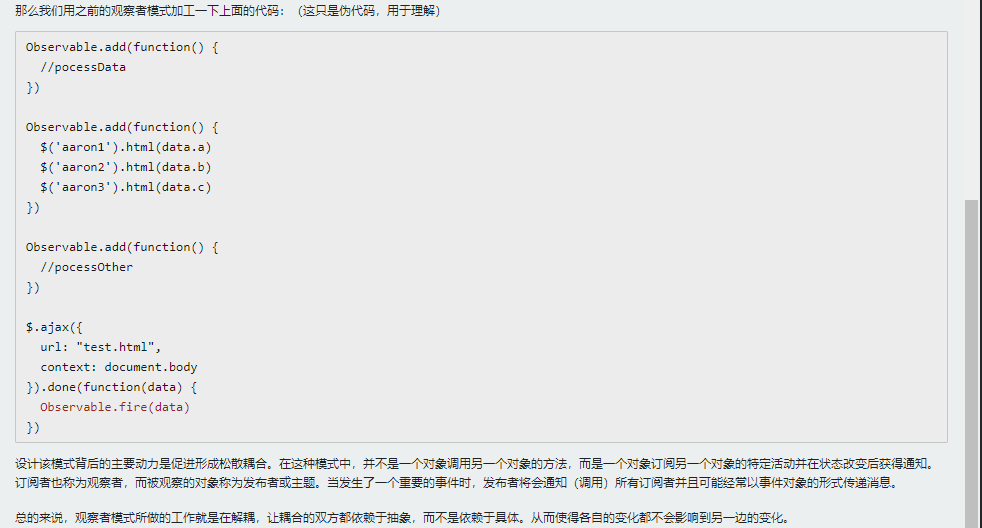 那么我们用之前的观察者模式加工一下上面的代码：（这只是伪代码，用于理解）
Observable.add(function() {
  //pocessData
})

Observable.add(function() {
  $('aaron1').html(data.a)
  $('aaron2').html(data.b)
  $('aaron3').html(data.c)
})

Observable.add(function() {
  //pocessOther
})

$.ajax({
  url: "test.html",
  context: document.body
}).done(function(data) {
  Observable.fire(data)
})
设计该模式背后的主要动力是促进形成松散耦合。在这种模式中，并不是一个对象调用另一个对象的方法，而是一个对象订阅另一个对象的特定活动并在状态改变后获得通知。
订阅者也称为观察者，而被观察的对象称为发布者或主题。当发生了一个重要的事件时，发布者将会通知（调用）所有订阅者并且可能经常以事件对象的形式传递消息。
总的来说，观察者模式所做的工作就是在解耦，让耦合的双方都依赖于抽象，而不是依赖于具体。从而使得各自的变化都不会影响到另一边的变化。